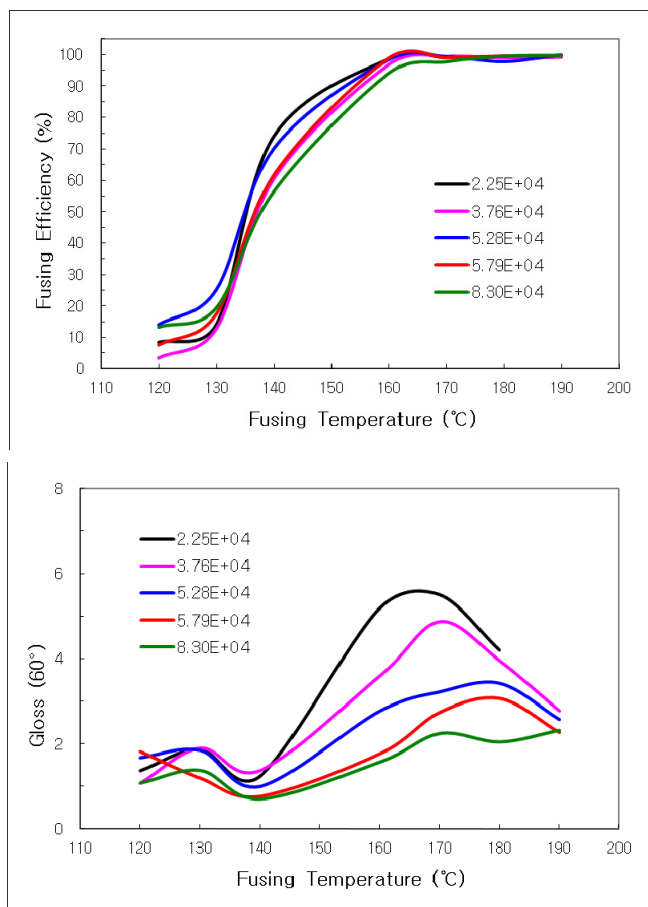 100
90
80
70
60
50
40
30
20
10
0
Fusing Efficiency (%)
2.25E+04
3.76E+04
5.28E+04
5.79E+04
8.30E+04
110 120 130 140 150 160 170 180 190 200
Fusing Temperature (℃)
8
6
4
2
0
Gloss (60°)
2.25E+04
3.76E+04
5.28E+04
5.79E+04
8.30E+04
110 120 130 140 150 160 170 180 190 200
Fusing Temperature (℃)